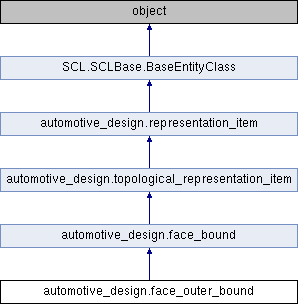 object
SCL.SCLBase.BaseEntityClass
automotive_design.representation_item
automotive_design.topological_representation_item
automotive_design.face_bound
automotive_design.face_outer_bound